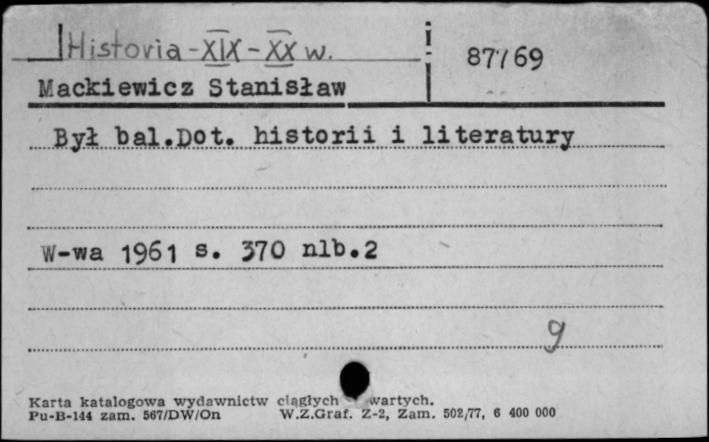 Historia - XIX - XX w.
87/69
Mackiewicz Stanisław
Był bal.Dot. historii i literatury
W-wa 1961 s. 370 nlb.2
g
Karta katalogowa wydawnictw ciągłych wartych.
Pu-B-144 zam. 567/DW/On W.Z.Graf. Z-2, Zam. 502/77, 6 400 000